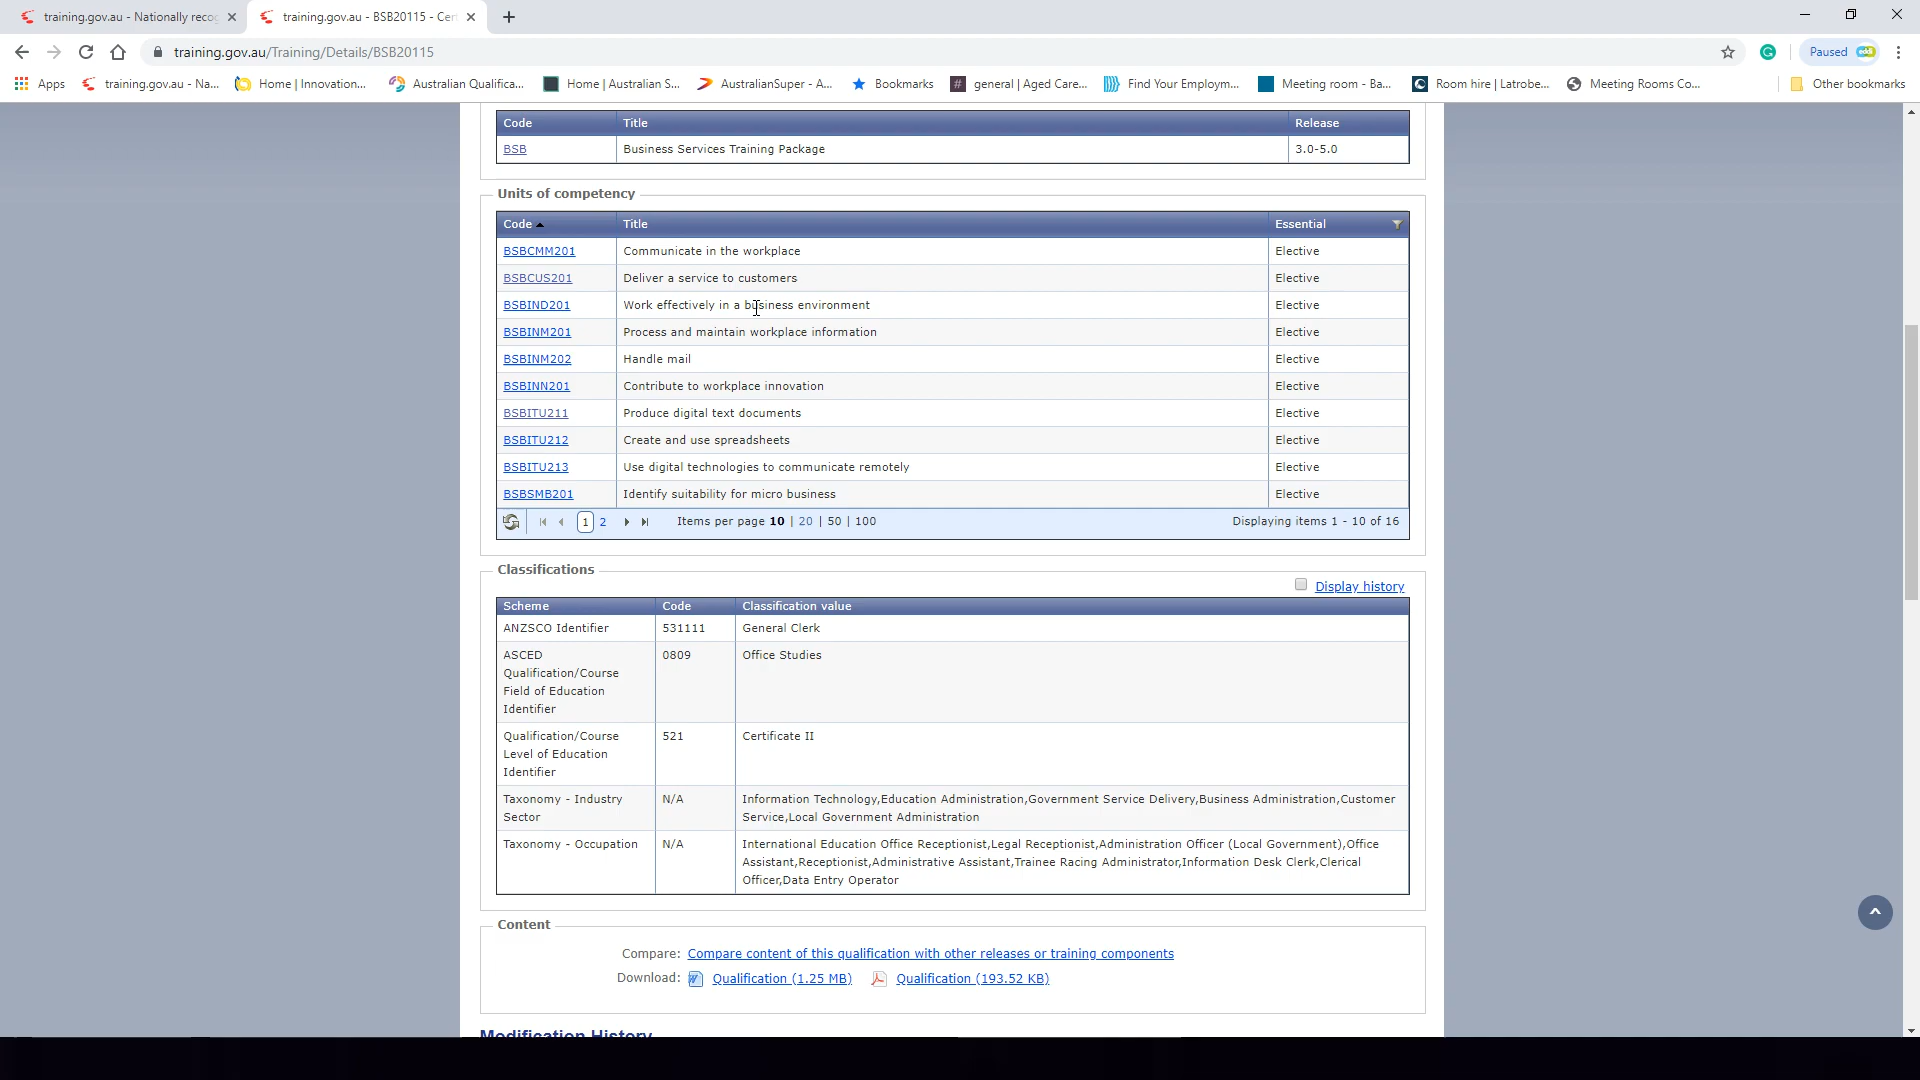 training.gov.au - Nationally reco
training.gov.au - BSB20115 - Cer
training.gov.au/Training/Details/BSB20115
Paused
Apps
training.gov.au - Na...
Home | Innovation...
Australian Qualifica...
Home | Australian S...
AustralianSuper - A...
Bookmarks
general | Aged Care...
Find Your Employm...
Meeting room - Ba...
Room hire | Latrobe...
Meeting Rooms Co...
Other bookmarks
Code Title Release
BSB Business Services Training Package 3.0-5.0
Units of competency
Code Title Essential
BSBCMM201 Communicate in the workplace Elective
BSBCUS201 Deliver a service to customers Elective
BSBIND201 Work effectively in a business environment Elective
BSBINM201 Process and maintain workplace information Elective
BSBINM202 Handle mail Elective
BSBINN201 Contribute to workplace innovation Elective
BSBITU211 Produce digital text documents Elective
BSBITU212 Create and use spreadsheets Elective
BSBITU213 Use digital technologies to communicate remotely Elective
BSBSMB201 Identify suitability for micro business Elective
1 2 Items per page 10 | 20 | 50 | 100 Displaying items 1 - 10 of 16
Classifications
Display history
Scheme Code Classification value
ANZSCO Identifier 531111 General Clerk
ASCED 0809 Office Studies
Qualification/Course
Field of Education
Identifier
Qualification/Course 521 Certificate II
Level of Education
Identifier
Taxonomy - Industry N/A Information Technology,Education Administration,Government Service Delivery,Business Administration,Customer
Sector Service,Local Government Administration
Taxonomy - Occupation N/A International Education Office Receptionist,Legal Receptionist,Administration Officer (Local Government),Office
Assistant,Receptionist,Administrative Assistant,Trainee Racing Administrator,Information Desk Clerk,Clerical
Officer,Data Entry Operator
Content
Compare: Compare content of this qualification with other releases or training components
Download: Qualification (1.25 MB) Qualification (193.52 KB)
Modification History